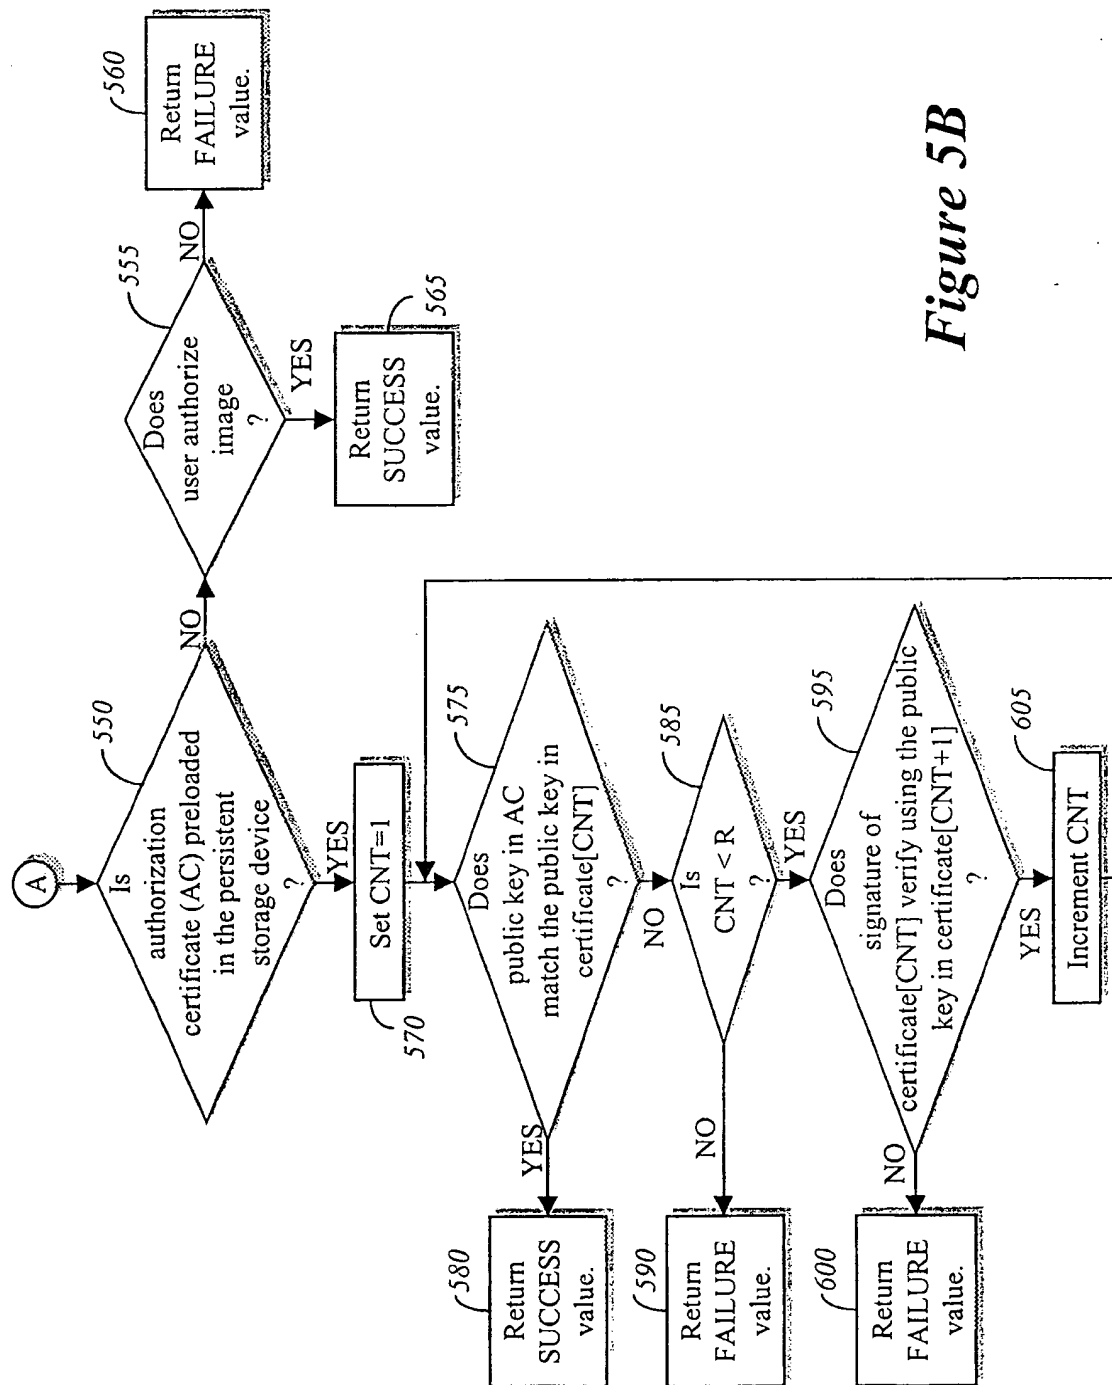 A
550
Is
authorization
certificate (AC) preloaded
in the persistent
storage device
?
NO
555
Does
user authorize
image
?
NO
560
Return
FAILURE
value.
YES
565
Return
SUCCESS
value.
YES
570
Set CNT=1
575
Does
public key in AC
match the public key in
certificate[CNT]
?
YES
580
Return
SUCCESS
value.
NO
585
Is
CNT < R
?
NO
590
Return
FAILURE
value.
YES
595
Does
signature of
certificate[CNT] verify using the public
key in certificate[CNT+1]
?
NO
600
Return
FAILURE
value.
YES
605
Increment CNT
Figure 5B